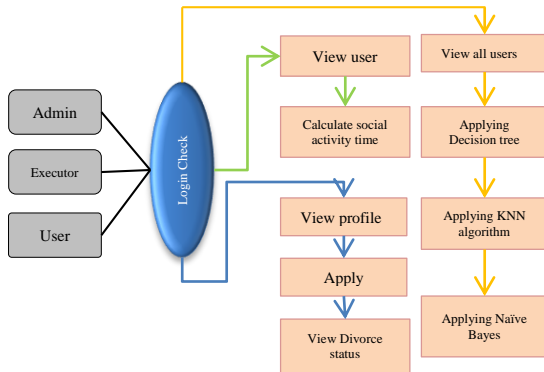 Admin
Executor
User
Login Check
View user
Calculate social
activity time
View profile
Apply
View Divorce
status
View all users
Applying
Decision tree
Applying KNN
algorithm
Applying Naïve
Bayes